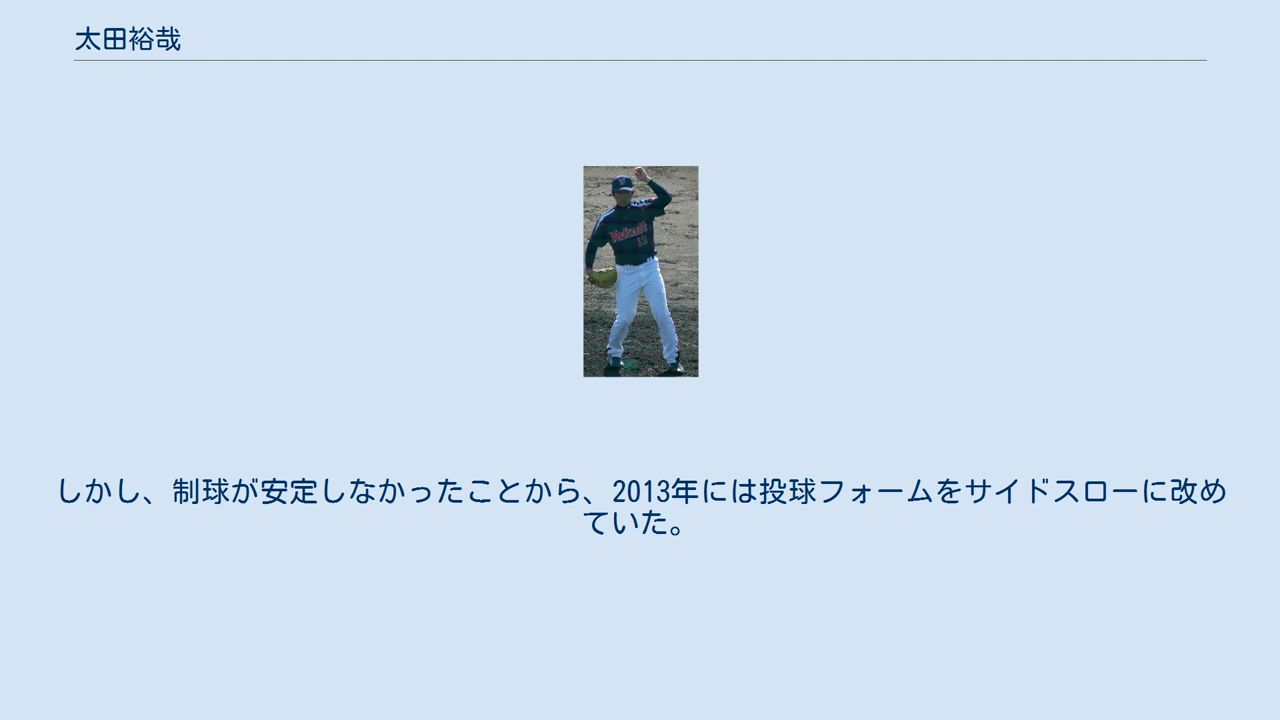 太田裕哉
Yakult
しかし、制球が安定しなかったことから、2013年には投球フォームをサイドスローに改め
ていた。